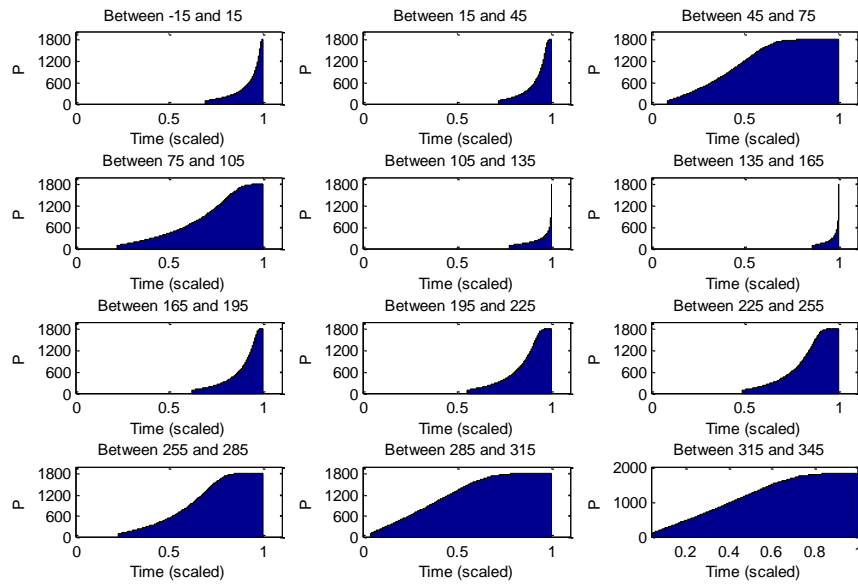 Between -15 and 15
Between 15 and 45
Between 45 and 75
P
1800
1200
600
0
0
0.5
1
Time (scaled)
P
1800
1200
600
0
0
0.5
1
Time (scaled)
P
1800
1200
600
0
0
0.5
1
Time (scaled)
Between 75 and 105
Between 105 and 135
Between 135 and 165
P
1800
1200
600
0
0
0.5
1
Time (scaled)
P
1800
1200
600
0
0
0.5
1
Time (scaled)
P
1800
1200
600
0
0
0.5
1
Time (scaled)
Between 165 and 195
Between 195 and 225
Between 225 and 255
P
1800
1200
600
0
0
0.5
1
Time (scaled)
P
1800
1200
600
0
0
0.5
1
Time (scaled)
P
1800
1200
600
0
0
0.5
1
Time (scaled)
Between 255 and 285
Between 285 and 315
Between 315 and 345
P
1800
1200
600
0
0
0.5
1
Time (scaled)
P
1800
1200
600
0
0
0.5
1
Time (scaled)
P
2000
1000
0
0.2
0.4
0.6
0.8
1
Time (scaled)